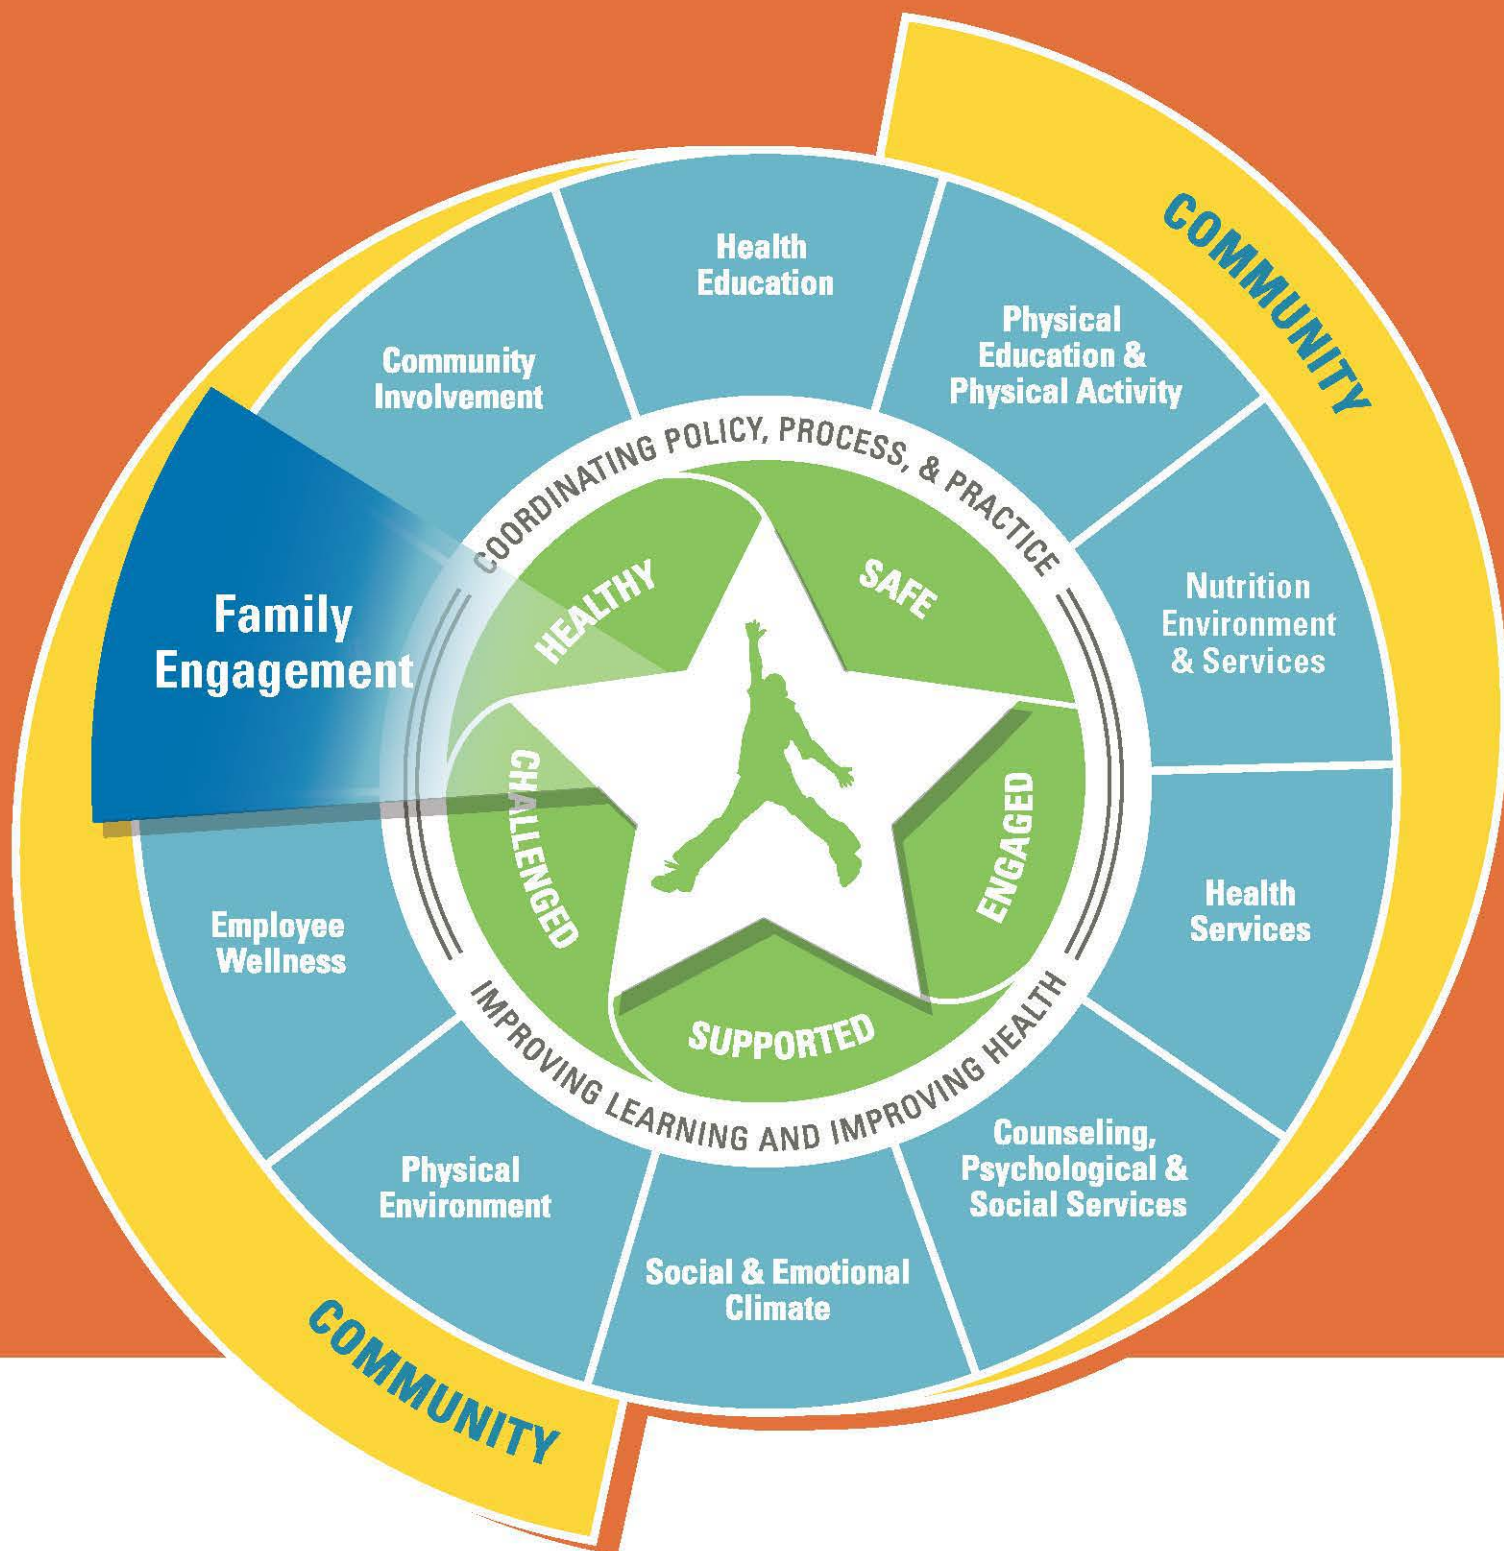 COMMUNITY
Health
Education
Physical
Education &
Physical Activity
Nutrition
Environment
& Services
Health
Services
Counseling,
Psychological &
Social Services
Social & Emotional
Climate
Physical
Environment
Employee
Wellness
Family
Engagement
Community
Involvement
COORDINATING POLICY, PROCESS, & PRACTICE
IMPROVING LEARNING AND IMPROVING HEALTH
HEALTHY
SAFE
ENGAGED
SUPPORTED
CHALLENGED
COMMUNITY